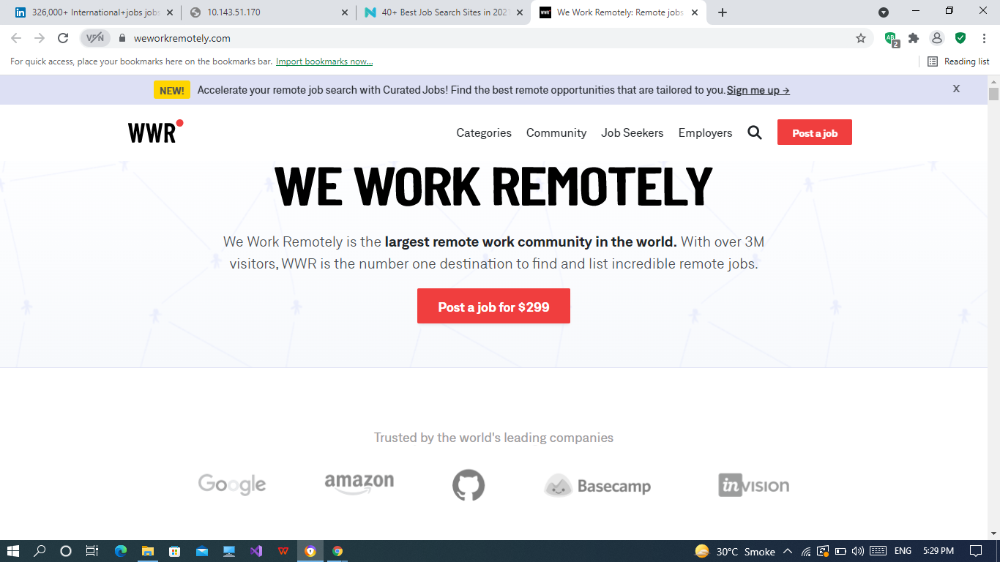 326,000+ International+jobs jobs
10.143.51.170
40+ Best Job Search Sites in 2021
We Work Remotely: Remote jobs
VPN
weworkremotely.com
2
For quick access, place your bookmarks here on the bookmarks bar. Import bookmarks now...
Reading list
NEW! Accelerate your remote job search with Curated Jobs! Find the best remote opportunities that are tailored to you. Sign me up →
X
WWR
Categories
Community
Job Seekers
Employers
Post a job
WE WORK REMOTELY
We Work Remotely is the largest remote work community in the world. With over 3M
visitors, WWR is the number one destination to find and list incredible remote jobs.
Post a job for $299
Trusted by the world's leading companies
Google
amazon
Basecamp
inVISION
30°C Smoke
ENG
5:29 PM